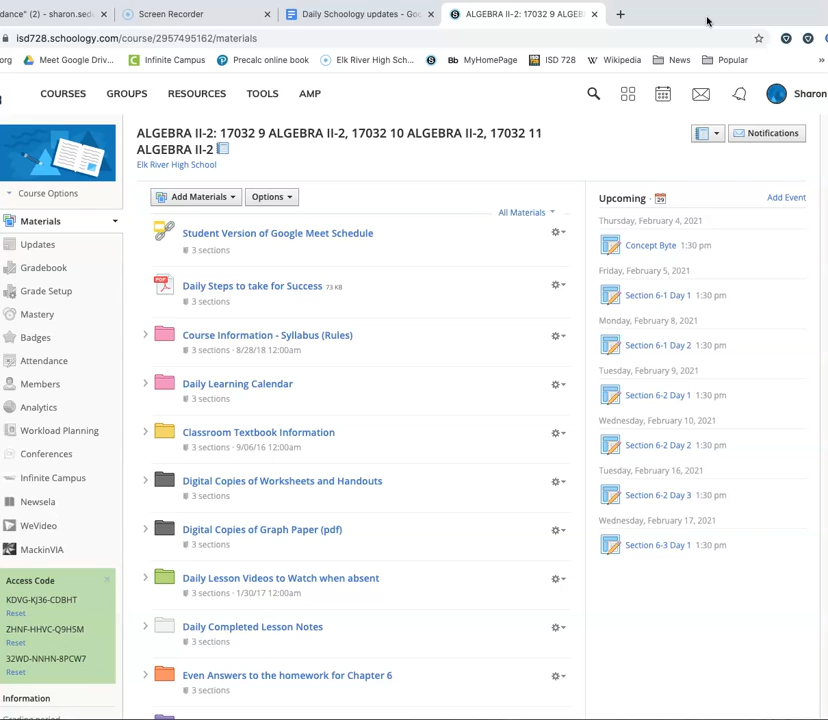 dance" (2) - sharon.sed
Screen Recorder
Daily Schoology updates - Goo
ALGEBRA II-2: 17032 9 ALGEB
isd728.schoology.com/course/2957495162/materials
org
Meet Google Driv...
Infinite Campus
Precalc online book
Elk River High Sch...
Bb MyHomePage
ISD 728
W Wikipedia
News
Popular
»
COURSES
GROUPS
RESOURCES
TOOLS
AMP
Sharon
ALGEBRA II-2: 17032 9 ALGEBRA II-2, 17032 10 ALGEBRA II-2, 17032 11
ALGEBRA II-2
Elk River High School
Notifications
Course Options
Materials
Updates
Gradebook
Grade Setup
Mastery
Badges
Attendance
Members
Analytics
Workload Planning
Conferences
Infinite Campus
Newsela
WeVideo
MackinVIA
Access Code
KDVG-KJ36-CDBHT
Reset
ZHNF-HHVC-Q9H5M
Reset
32WD-NNHN-8PCW7
Reset
Information
Grading period
Add Materials
Options
All Materials
Student Version of Google Meet Schedule
3 sections
PDF
Daily Steps to take for Success 73 KB
3 sections
Course Information - Syllabus (Rules)
3 sections · 8/28/18 12:00am
Daily Learning Calendar
3 sections
Classroom Textbook Information
3 sections · 9/06/16 12:00am
Digital Copies of Worksheets and Handouts
3 sections
Digital Copies of Graph Paper (pdf)
3 sections
Daily Lesson Videos to Watch when absent
3 sections · 1/30/17 12:00am
Daily Completed Lesson Notes
3 sections
Even Answers to the homework for Chapter 6
3 sections
Upcoming
29
Add Event
Thursday, February 4, 2021
Concept Byte 1:30 pm
Friday, February 5, 2021
Section 6-1 Day 1 1:30 pm
Monday, February 8, 2021
Section 6-1 Day 2 1:30 pm
Tuesday, February 9, 2021
Section 6-2 Day 1 1:30 pm
Wednesday, February 10, 2021
Section 6-2 Day 2 1:30 pm
Tuesday, February 16, 2021
Section 6-2 Day 3 1:30 pm
Wednesday, February 17, 2021
Section 6-3 Day 1 1:30 pm